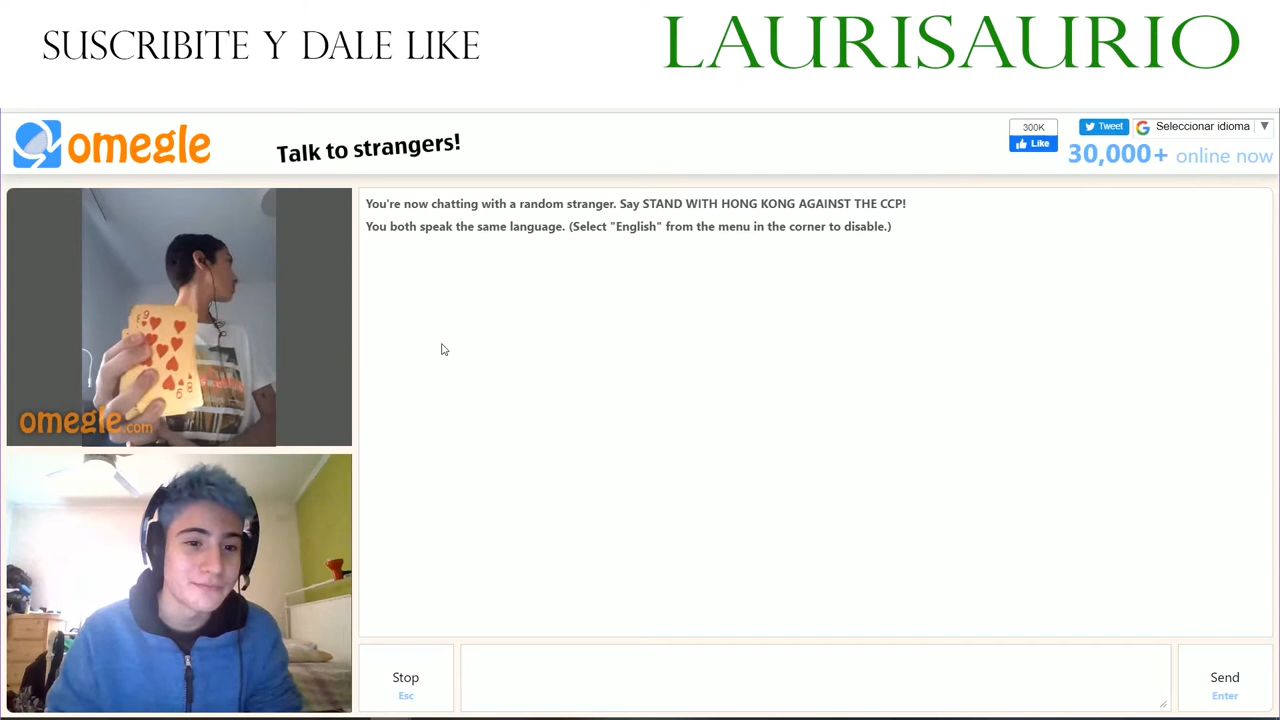 SUSCRIBITE Y DALE LIKE
LAURISAURIO
omegle
Talk to strangers!
300K
Like
Tweet
Seleccionar idioma
30,000+ online now
You're now chatting with a random stranger. Say STAND WITH HONG KONG AGAINST THE CCP!
You both speak the same language. (Select "English" from the menu in the corner to disable.)
9
omegle.com
Stop
Esc
Send
Enter